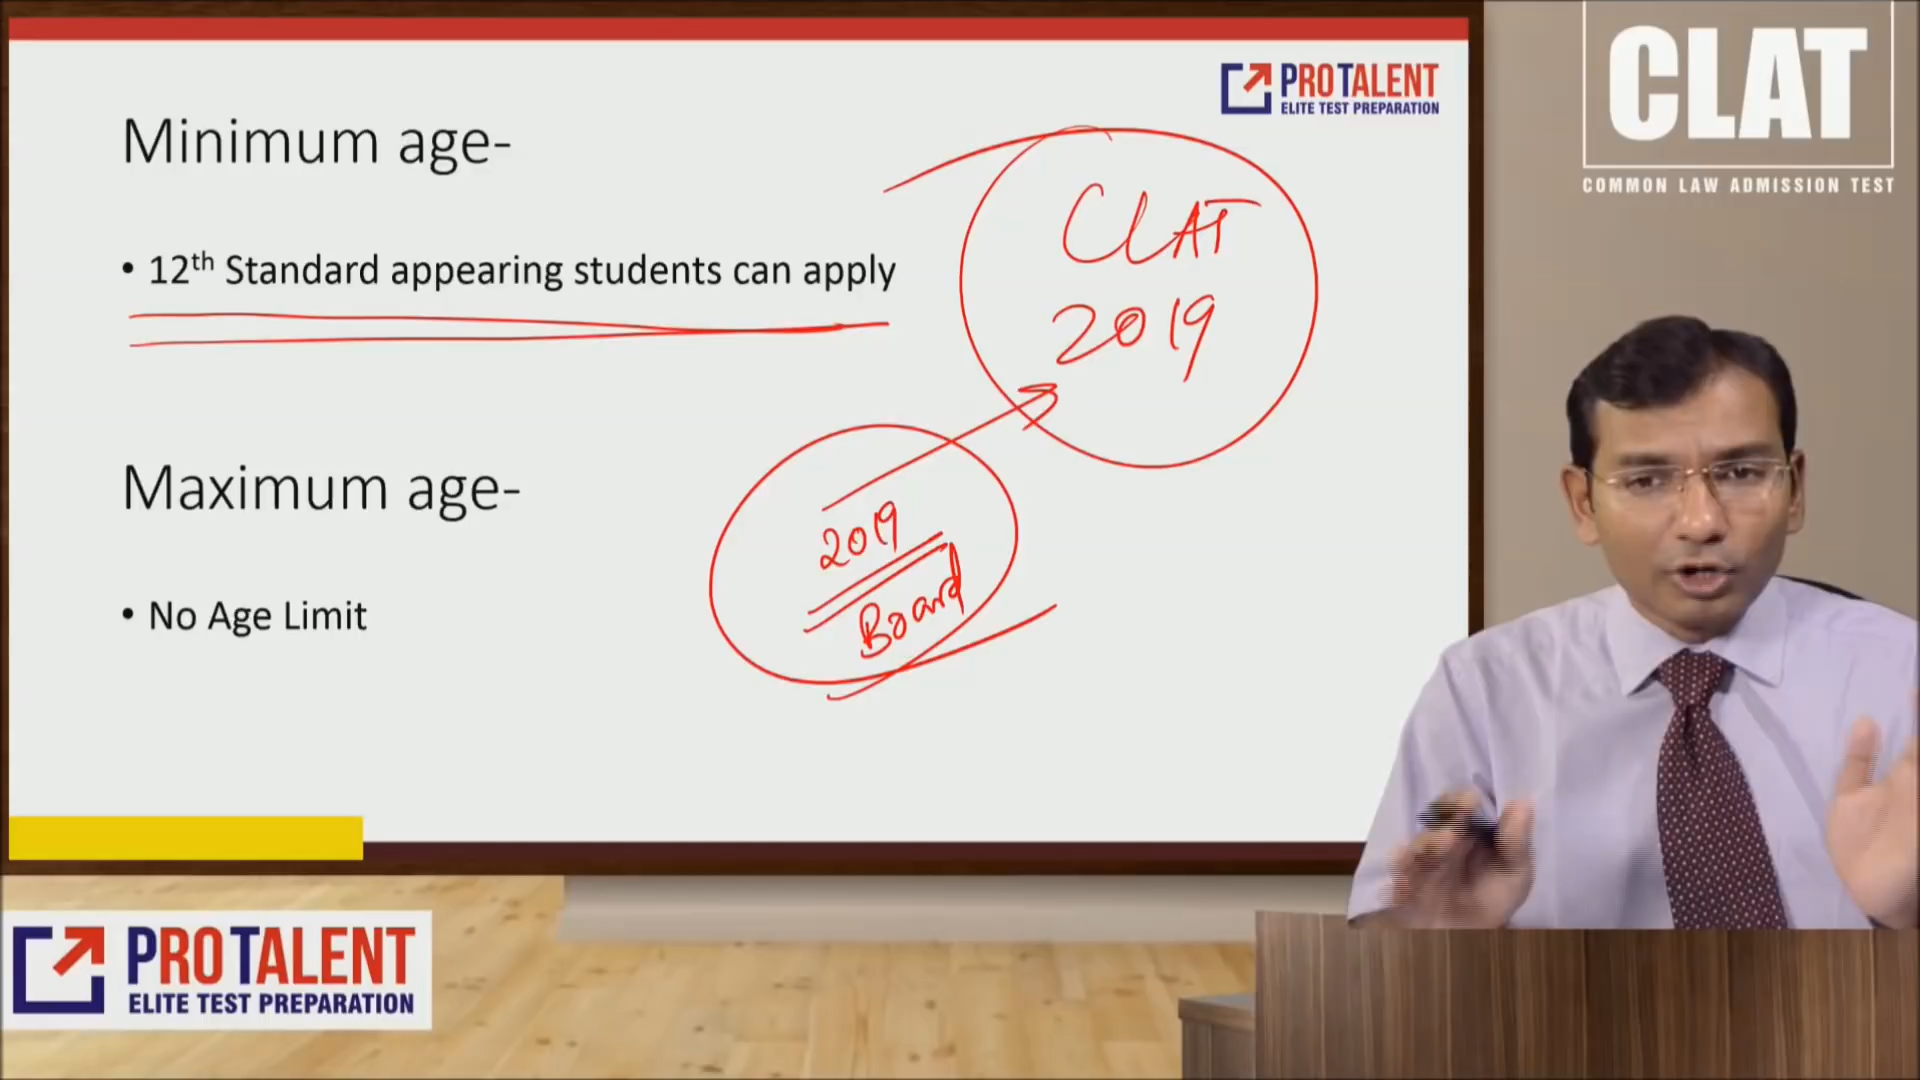 PROTALENT
ELITE TEST PREPARATION
CLAT
COMMON LAW ADMISSION TEST
Minimum age-
• 12th Standard appearing students can apply
CLAT
2019
Maximum age-
• No Age Limit
2019
Board
PROTALENT
ELITE TEST PREPARATION